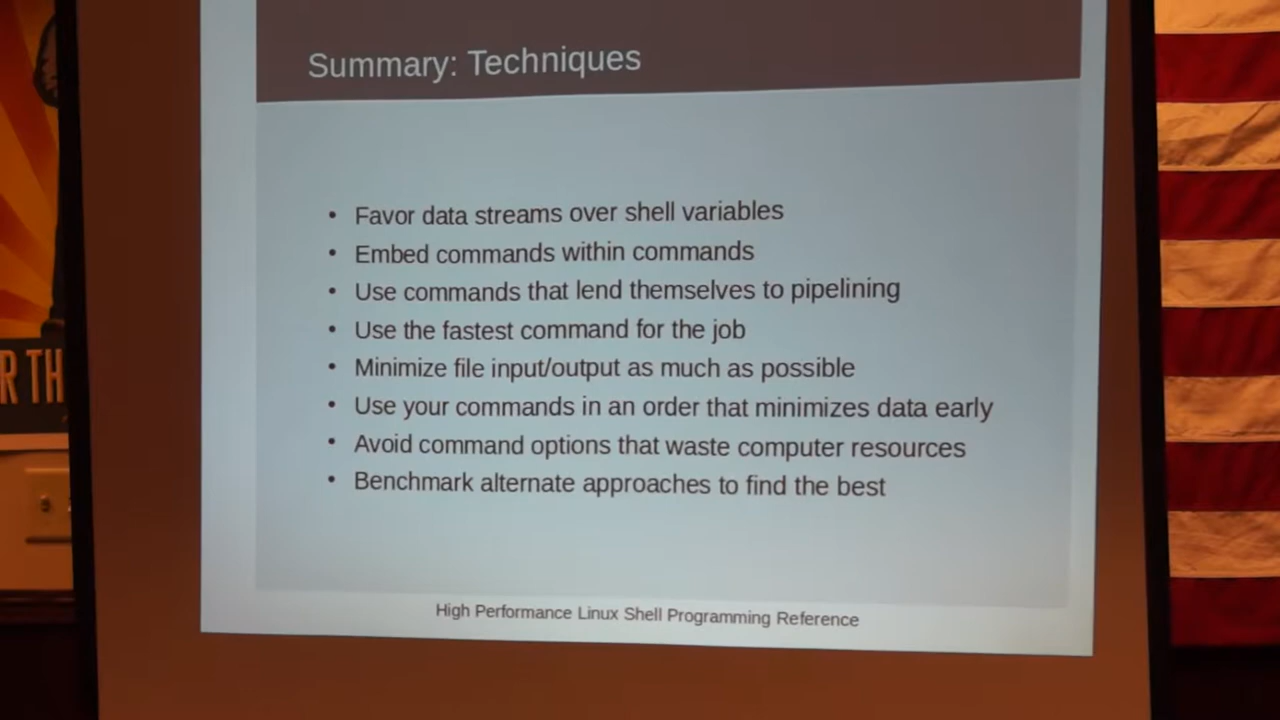 Summary: Techniques
• Favor data streams over shell variables
• Embed commands within commands
• Use commands that lend themselves to pipelining
• Use the fastest command for the job
• Minimize file input/output as much as possible
• Use your commands in an order that minimizes data early
• Avoid command options that waste computer resources
• Benchmark alternate approaches to find the best
High Performance Linux Shell Programming Reference
R TH